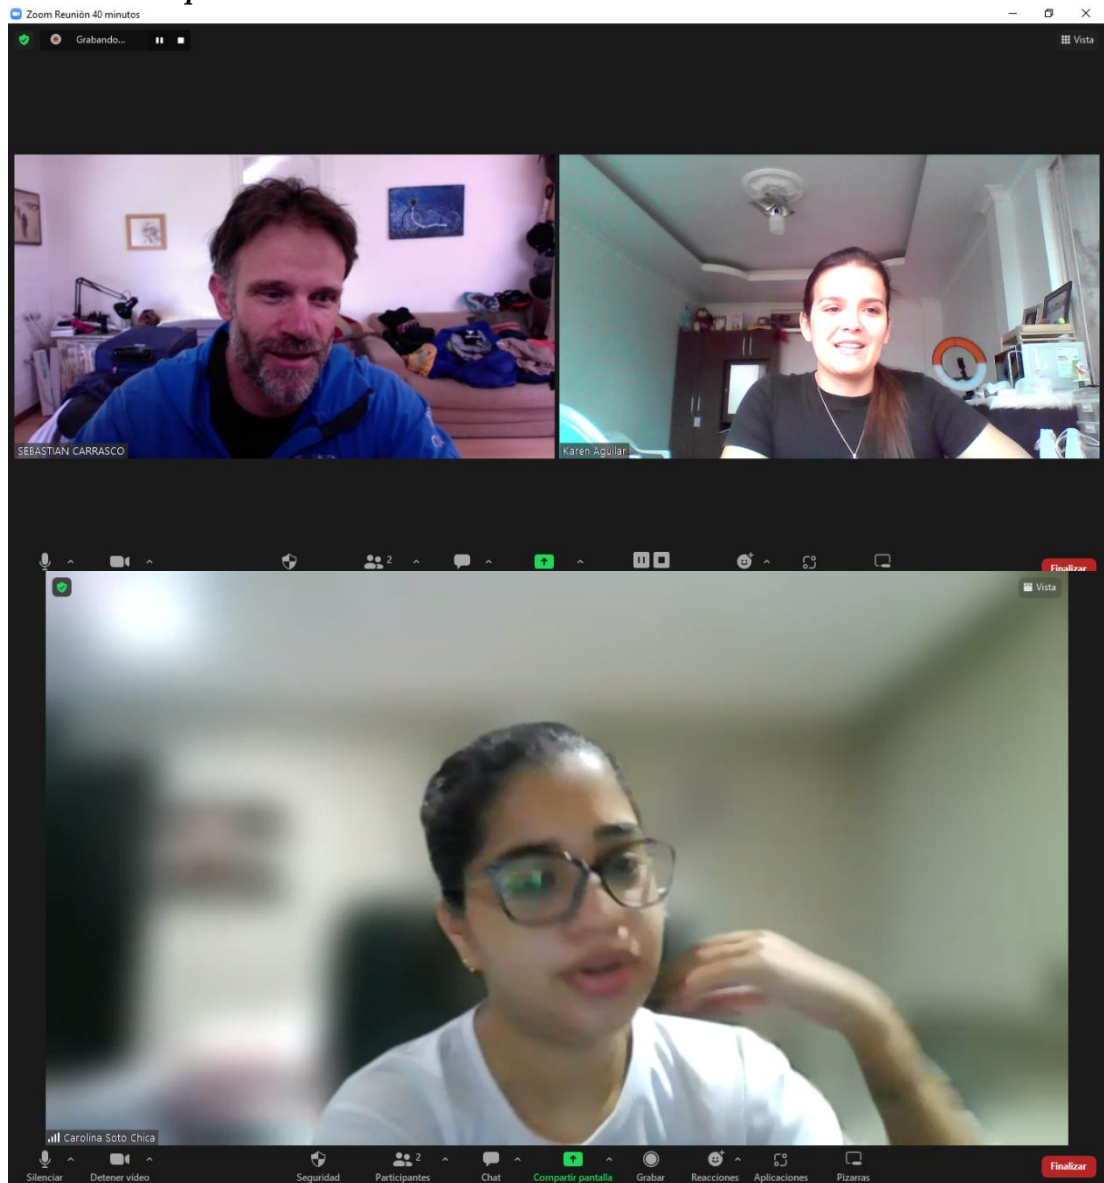 Zoom Reunión 40 minutos
Grabando...
Vista
SEBASTIAN CARRASCO
Karen Aguilar
2
Finalizar
Vista
Carolina Soto Chica
2
Silenciar Detener video Seguridad Participantes Chat Compartir pantalla Grabar Reacciones Aplicaciones Pizarras Finalizar